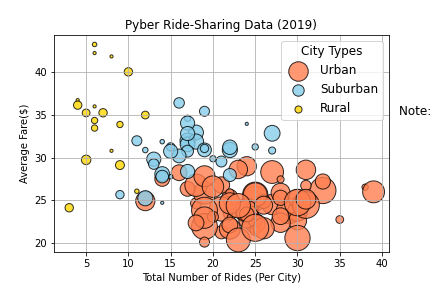 Pyber Ride-Sharing Data (2019)
City Types
Urban
Suburban
Rural
Note:
Average Fare($)
40
35
30
25
20
5 10 15 20 25 30 35 40
Total Number of Rides (Per City)